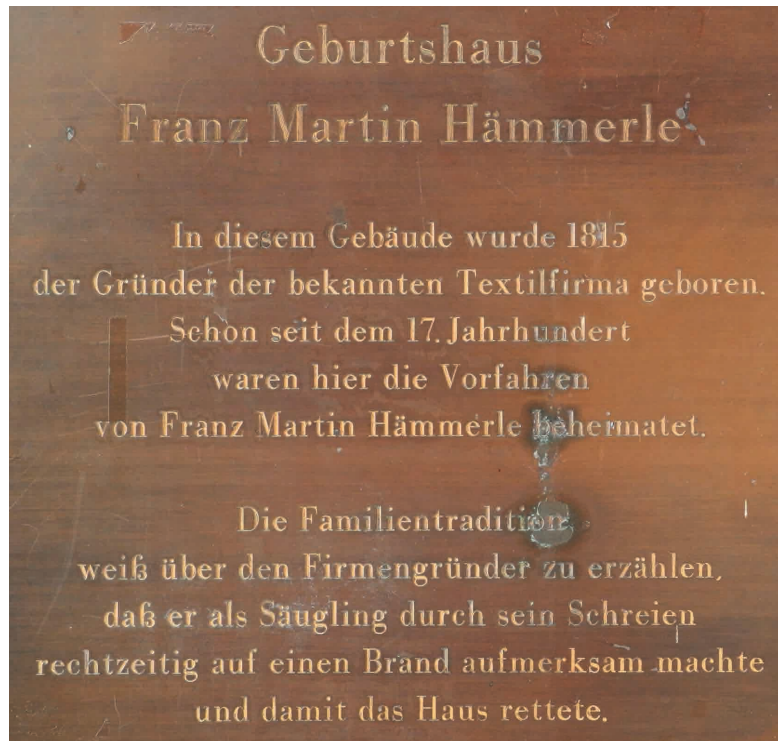 Geburtshaus
Franz Martin Hämmerle
In diesem Gebäude wurde 1815
der Gründer der bekannten Textilfirma geboren.
Schon seit dem 17. Jahrhundert
waren hier die Vorfahren
von Franz Martin Hämmerle beheimatet.
Die Familientradition
weiß über den Firmengründer zu erzählen,
daß er als Säugling durch sein Schreien
rechtzeitig auf einen Brand aufmerksam machte
und damit das Haus rettete.